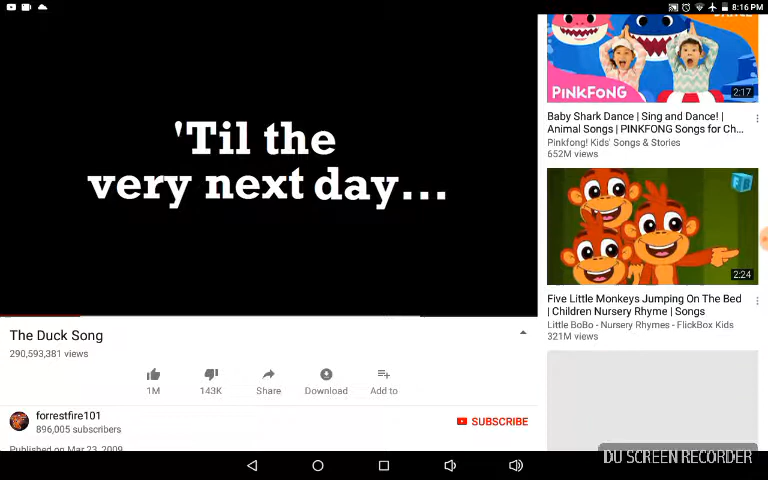 8:16 PM
'Til the
very next day...
The Duck Song
290,593,381 views
1M
143K
Share
Download
Add to
forrestfire101
896,005 subscribers
SUBSCRIBE
Published on Mar 23, 2009
PINKFONG
2:17
Baby Shark Dance | Sing and Dance! |
Animal Songs | PINKFONG Songs for Ch...
Pinkfong! Kids' Songs & Stories
652M views
2:24
Five Little Monkeys Jumping On The Bed
| Children Nursery Rhyme | Songs
Little BoBo - Nursery Rhymes - FlickBox Kids
321M views
DU SCREEN RECORDER